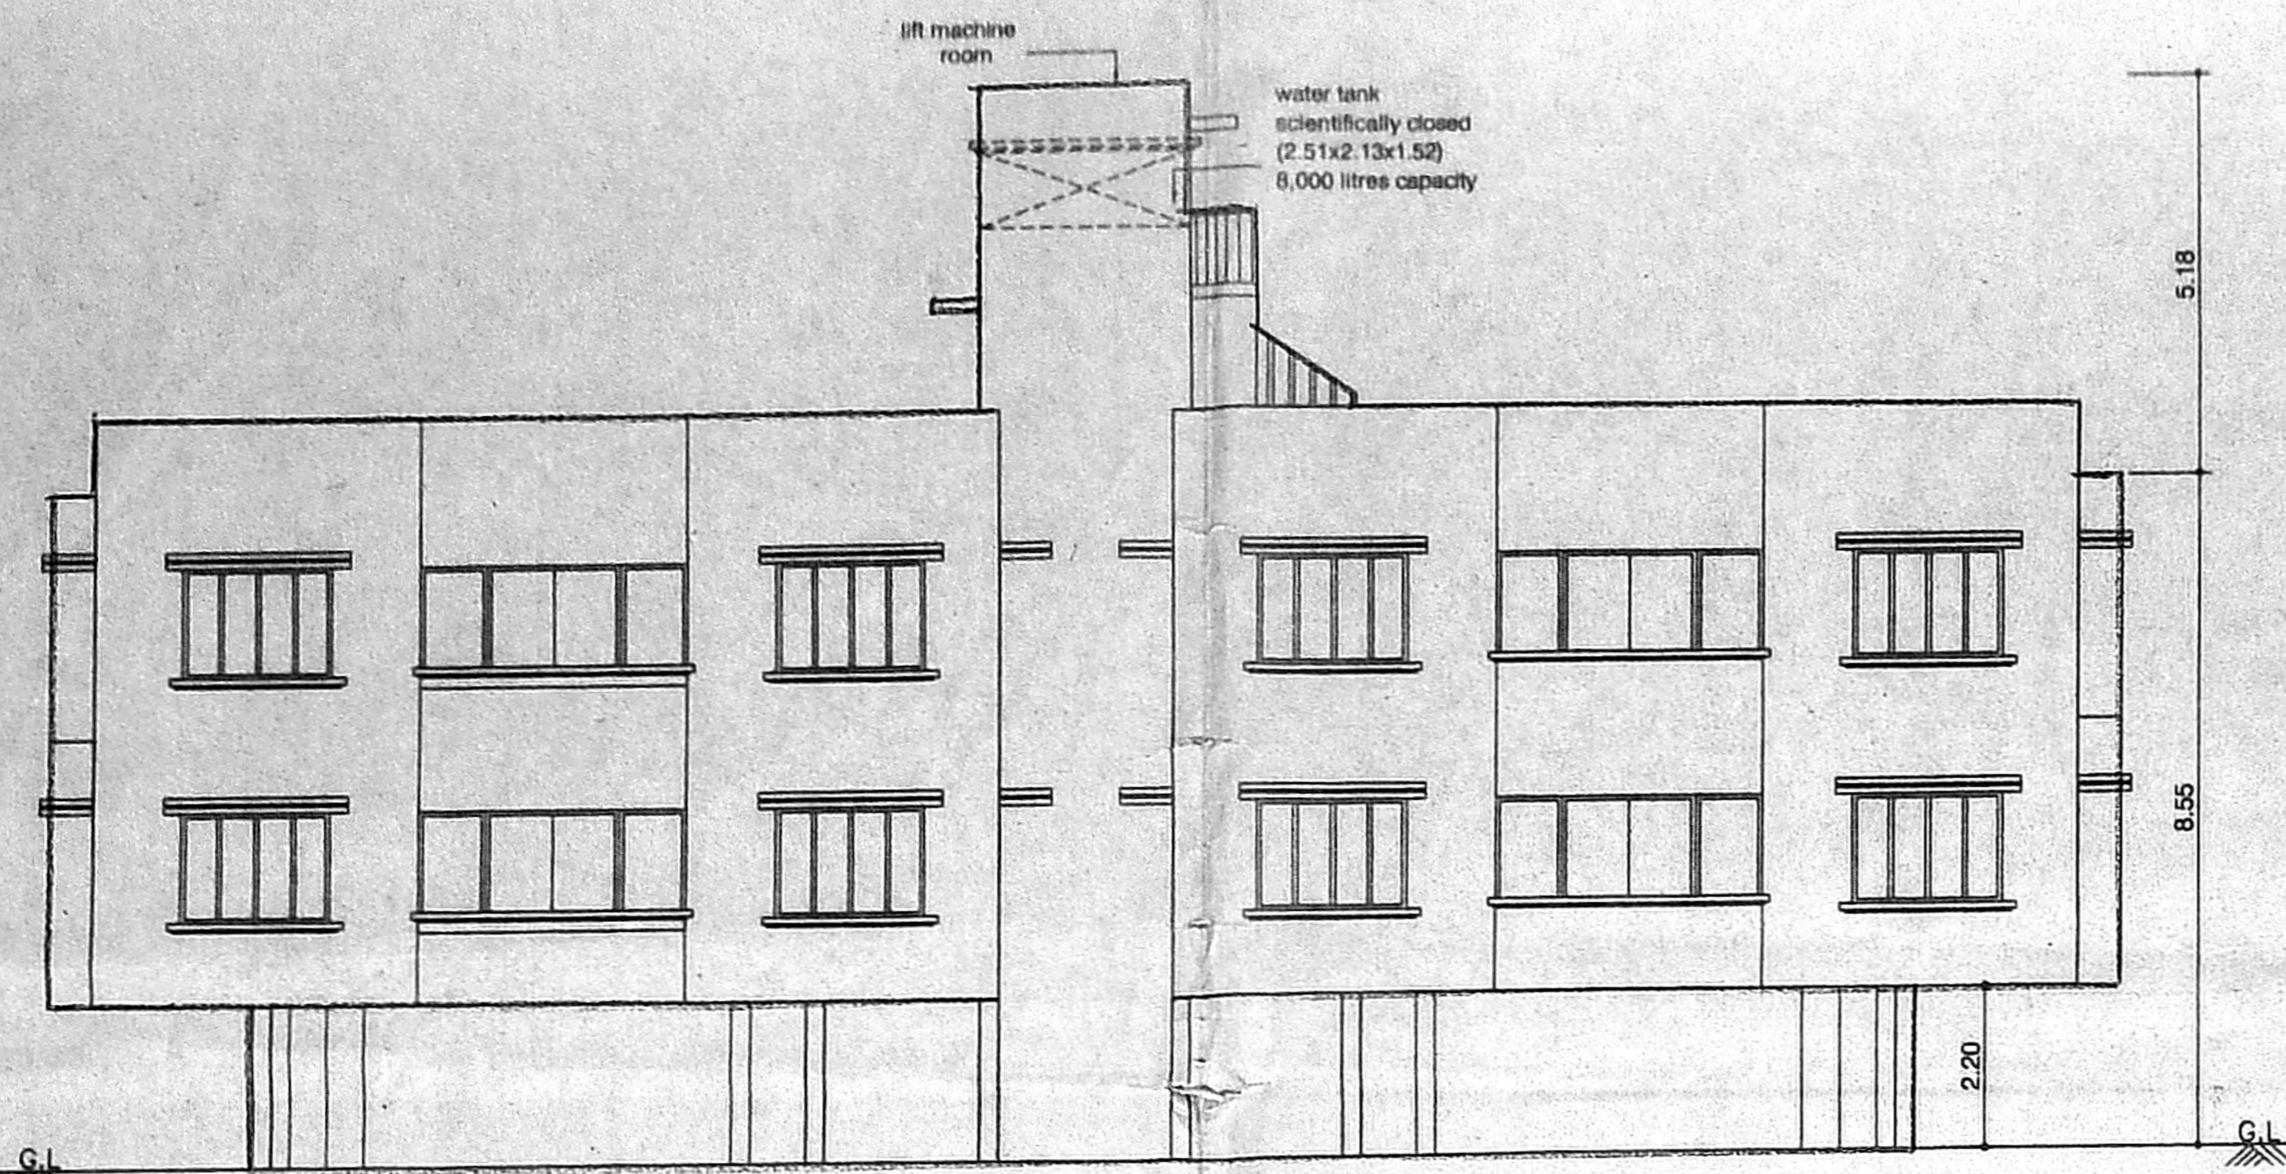 lift machine
room
water tank
scientifically closed
(2.51x2.13x1.52)
8,000 litres capacity
5.18
8.55
2.20
G.L
G.L